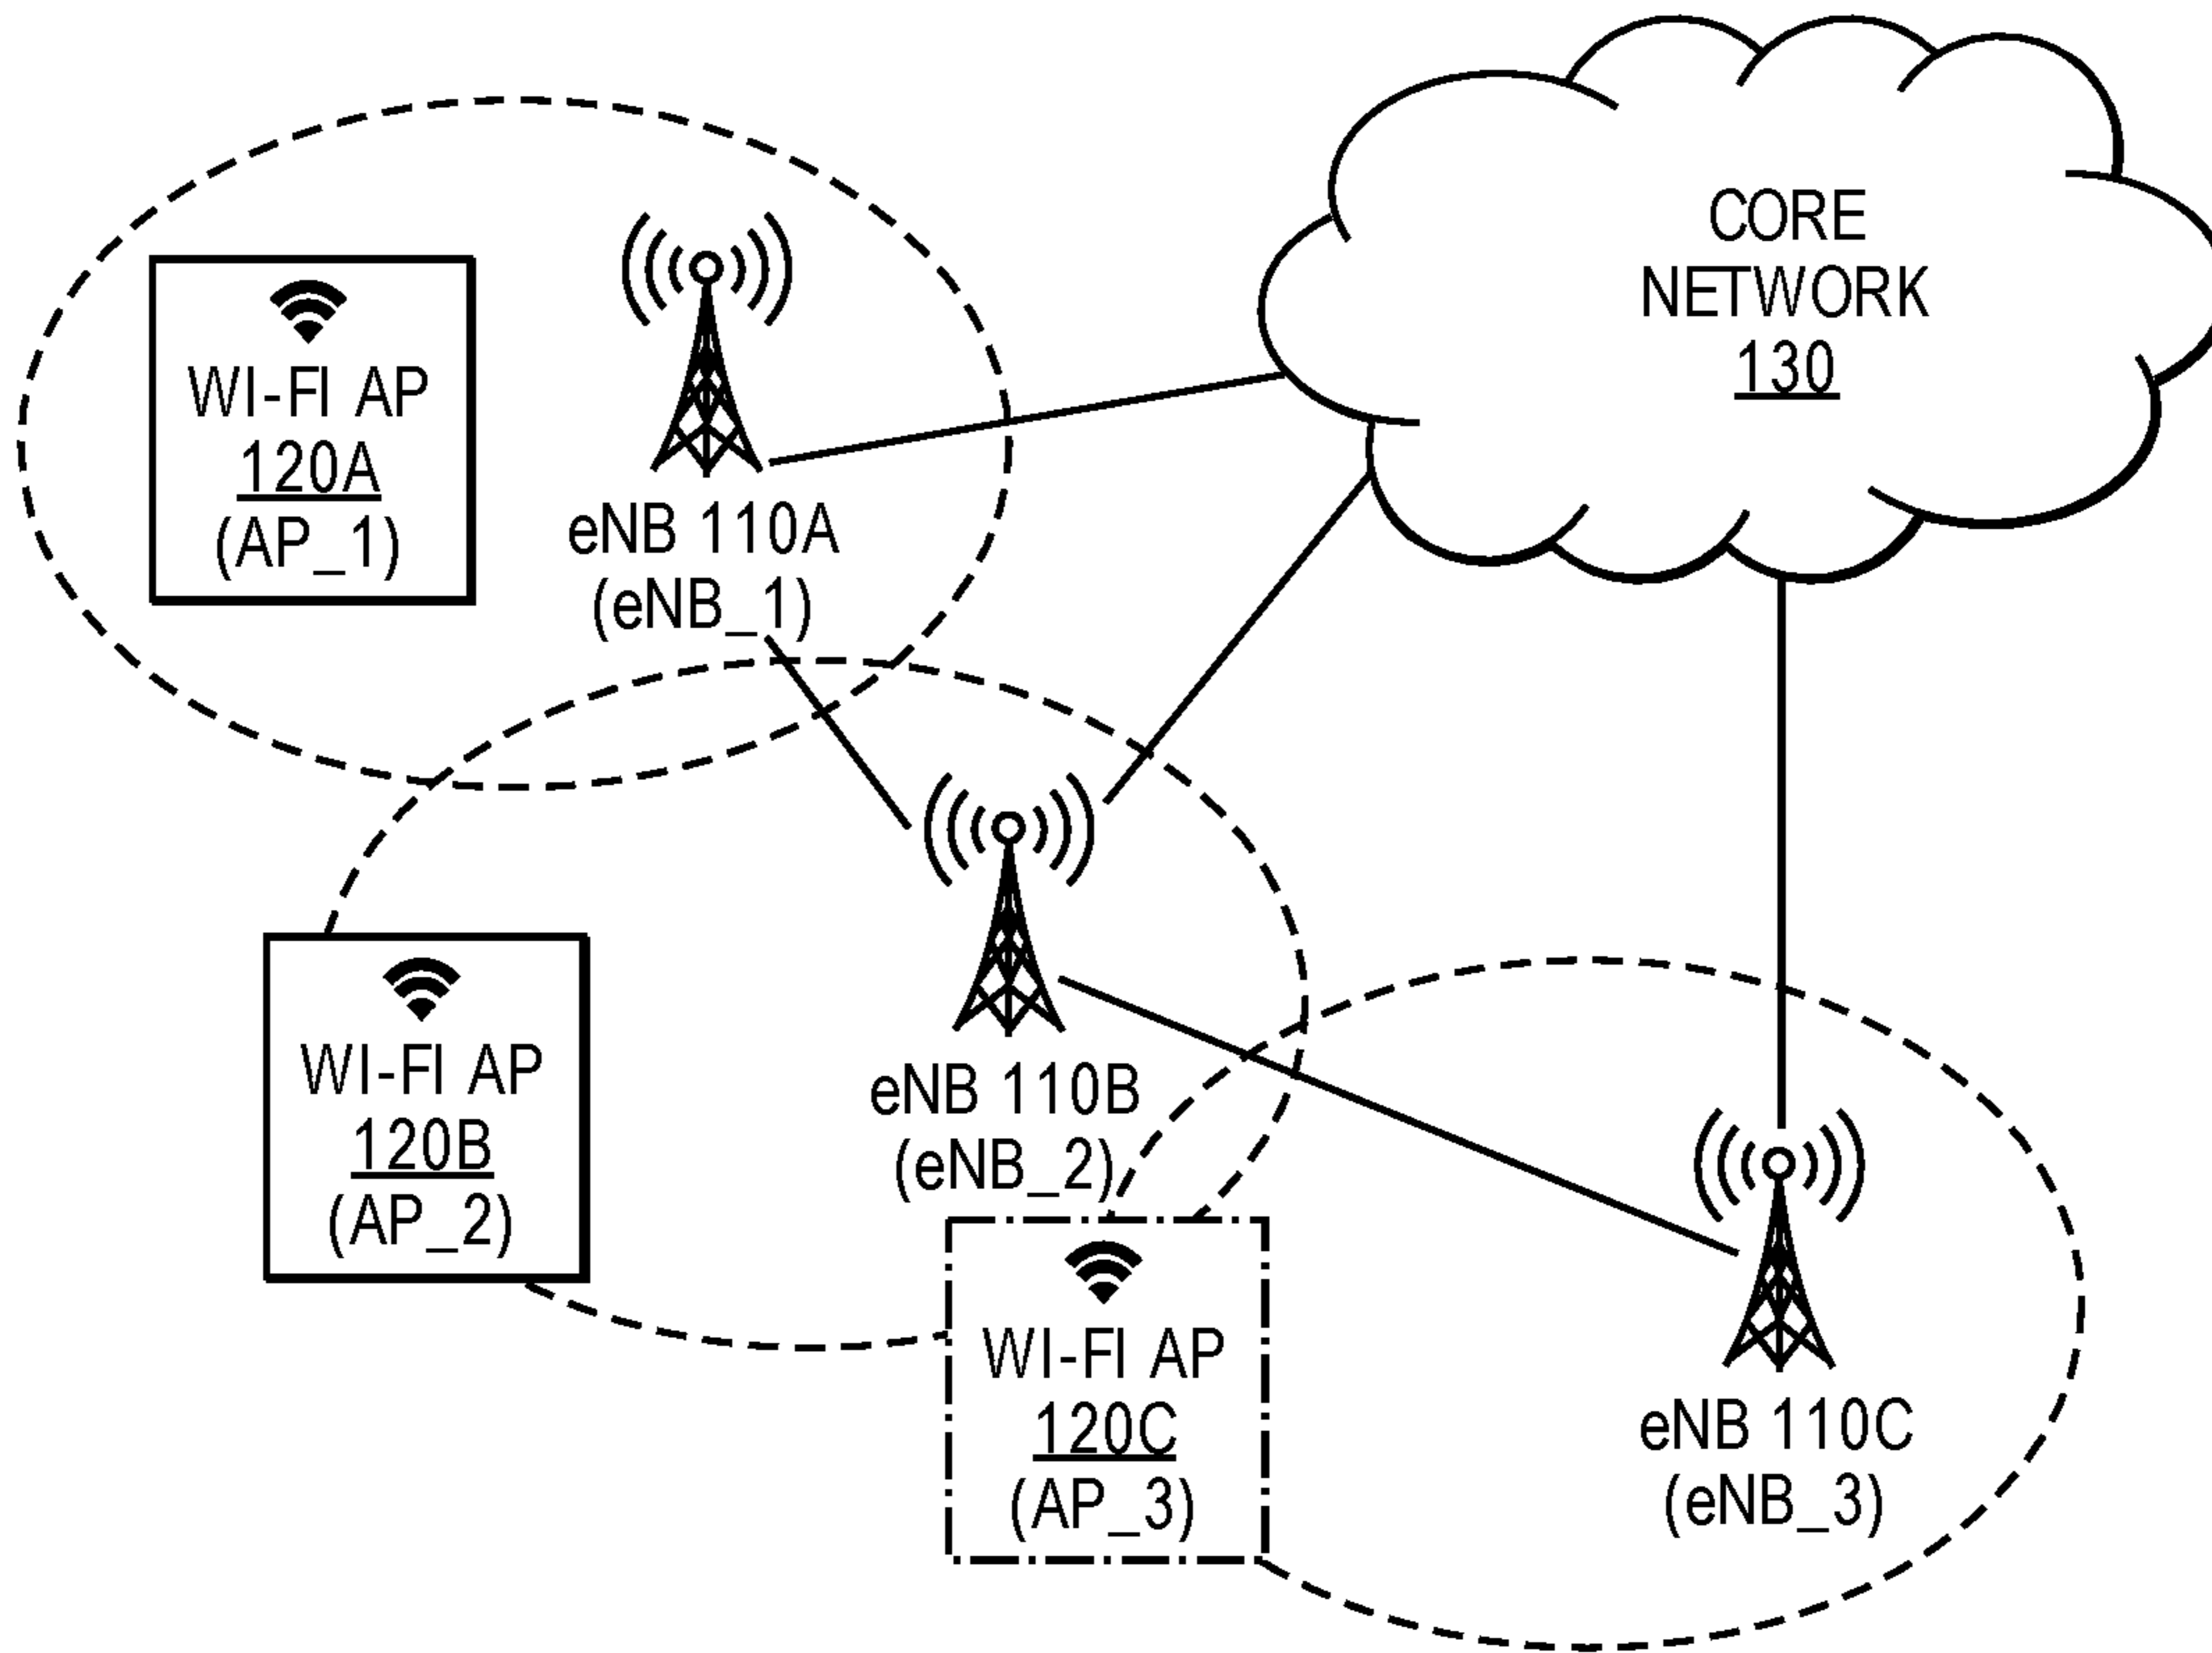 CORE
NETWORK
130
WI-FI AP
120A
(AP_1)
eNB 110A
(eNB_1)
WI-FI AP
120B
(AP_2)
eNB 110B
(eNB_2)
WI-FI AP
120C
(AP_3)
eNB 110C
(eNB_3)